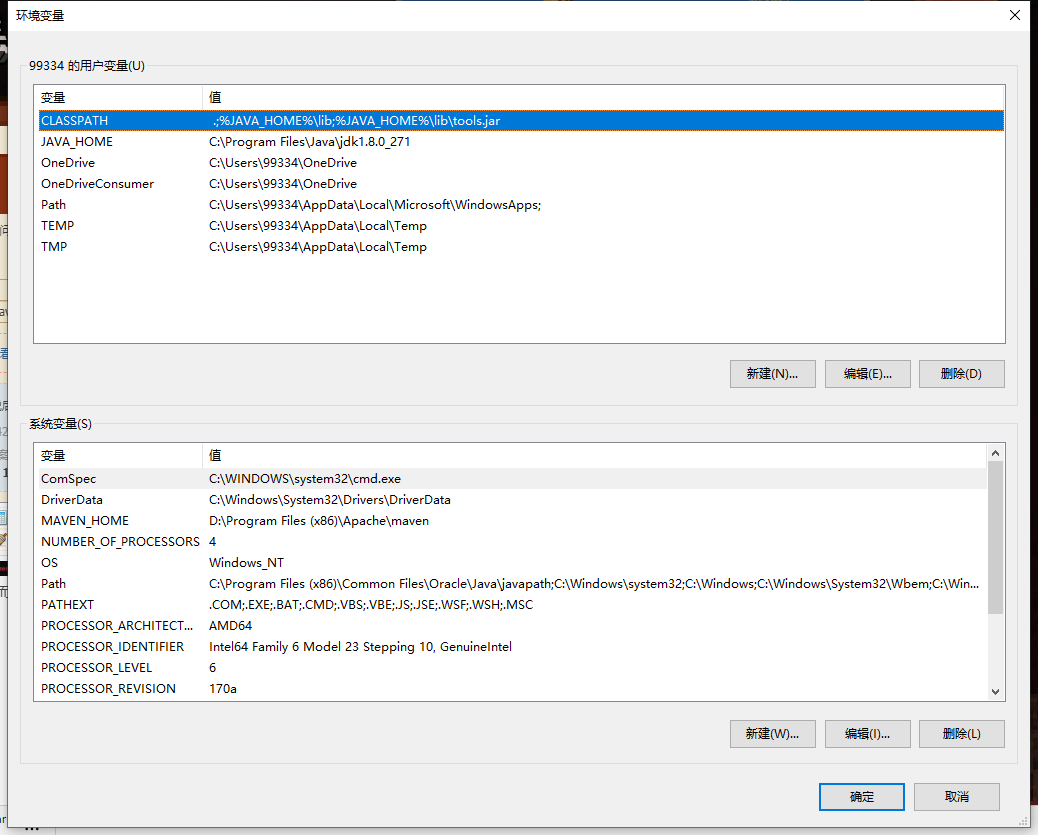 环境变量
99334 的用户变量(U)
变量 值
CLASSPATH .;%JAVA_HOME%\lib;%JAVA_HOME%\lib\tools.jar
JAVA_HOME C:\Program Files\Java\jdk1.8.0_271
OneDrive C:\Users\99334\OneDrive
OneDriveConsumer C:\Users\99334\OneDrive
Path C:\Users\99334\AppData\Local\Microsoft\WindowsApps;
TEMP C:\Users\99334\AppData\Local\Temp
TMP C:\Users\99334\AppData\Local\Temp
新建(N)... 编辑(E)... 删除(D)
系统变量(S)
变量 值
ComSpec C:\WINDOWS\system32\cmd.exe
DriverData C:\Windows\System32\Drivers\DriverData
MAVEN_HOME D:\Program Files (x86)\Apache\maven
NUMBER_OF_PROCESSORS 4
OS Windows_NT
Path C:\Program Files (x86)\Common Files\Oracle\Java\javapath;C:\Windows\system32;C:\Windows;C:\Windows\System32\Wbem;C:\Win...
PATHEXT .COM;.EXE;.BAT;.CMD;.VBS;.VBE;.JS;.JSE;.WSF;.WSH;.MSC
PROCESSOR_ARCHITECT... AMD64
PROCESSOR_IDENTIFIER Intel64 Family 6 Model 23 Stepping 10, GenuineIntel
PROCESSOR_LEVEL 6
PROCESSOR_REVISION 170a
新建(W)... 编辑(I)... 删除(L)
确定 取消